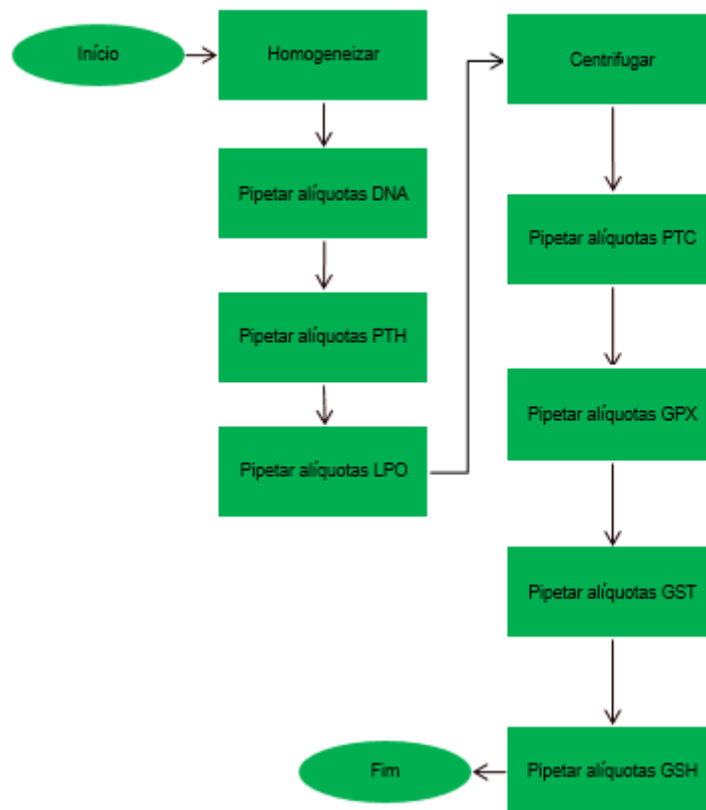 Início
Homogeneizar
Pipetar alíquotas DNA
Pipetar alíquotas PTH
Pipetar alíquotas LPO
Centrifugar
Pipetar alíquotas PTC
Pipetar alíquotas GPX
Pipetar alíquotas GST
Pipetar alíquotas GSH
Fim